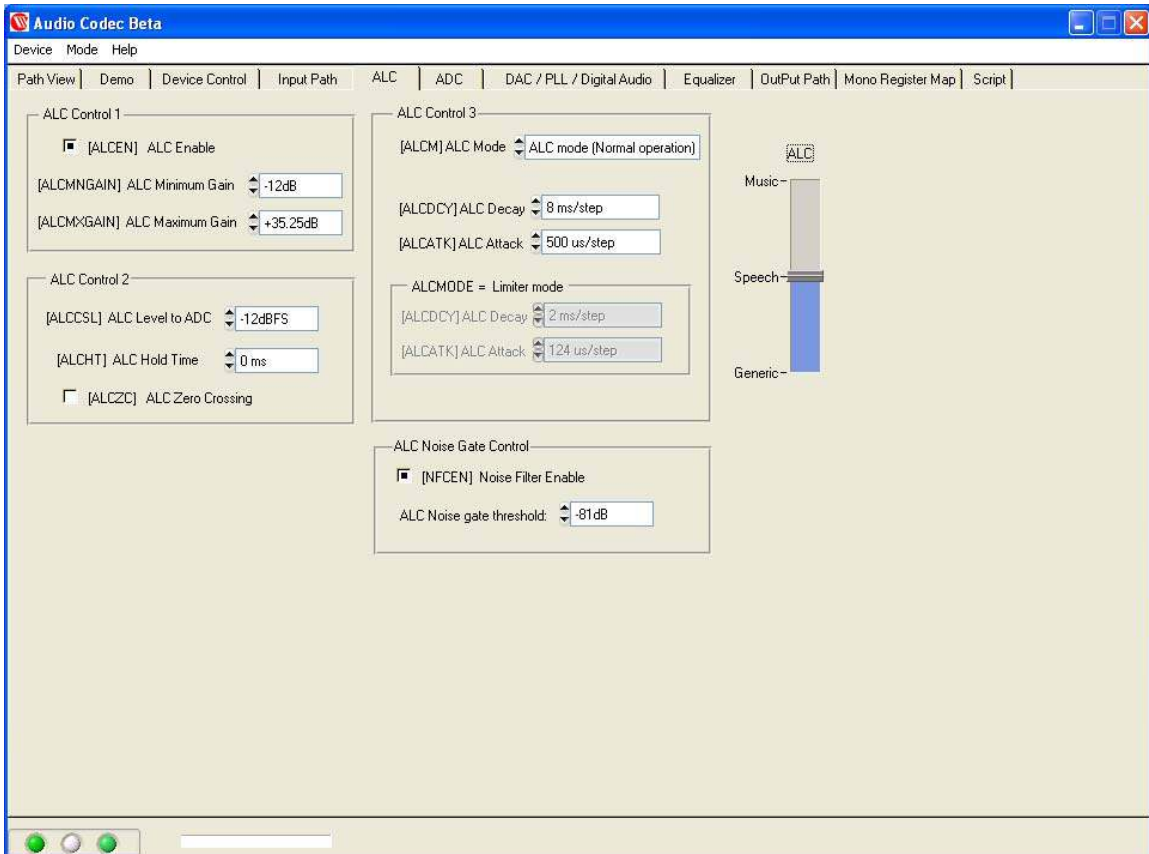 Audio Codec Beta
Device Mode Help
Path View Demo Device Control Input Path ALC ADC DAC / PLL / Digital Audio Equalizer OutPut Path Mono Register Map Script
ALC Control 1
[ALCEN] ALC Enable
[ALCMNGAIN] ALC Minimum Gain -12dB
[ALCMXGAIN] ALC Maximum Gain +35.25dB
ALC Control 2
[ALCCSL] ALC Level to ADC -12dBFS
[ALCHT] ALC Hold Time 0 ms
[ALCZC] ALC Zero Crossing
ALC Control 3
[ALCM] ALC Mode ALC mode (Normal operation)
[ALCDCY] ALC Decay 8 ms/step
[ALCATK] ALC Attack 500 us/step
ALCMODE = Limiter mode
[ALCDCY] ALC Decay 2 ms/step
[ALCATK] ALC Attack 124 us/step
ALC Noise Gate Control
[NFCEN] Noise Filter Enable
ALC Noise gate threshold: -81dB
ALC
Music
Speech
Generic